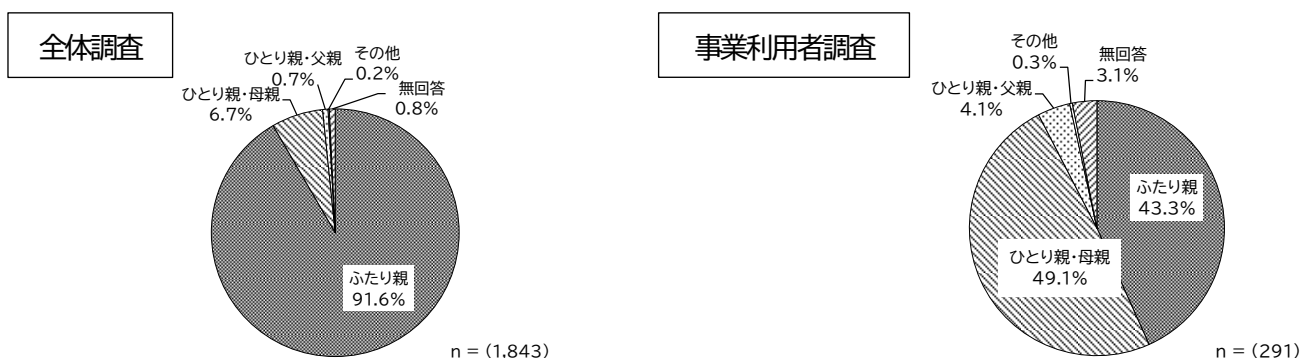 全体調査
ひとり親・父親
0.7%
その他
0.2%
無回答
0.8%
ひとり親・母親
6.7%
ふたり親
91.6%
n = (1,843)
事業利用者調査
その他
0.3%
無回答
3.1%
ひとり親・父親
4.1%
ふたり親
43.3%
ひとり親・母親
49.1%
n = (291)